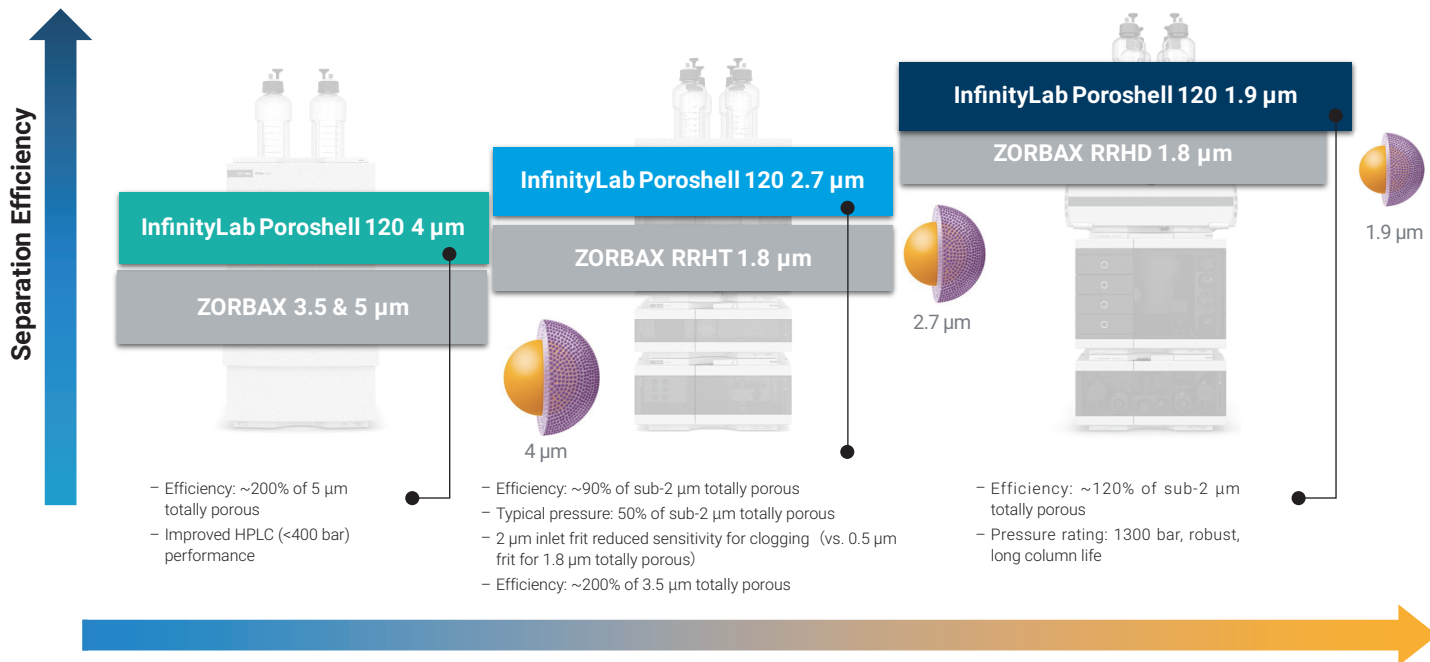 Separation Efficiency
InfinityLab Poroshell 120 4 µm
ZORBAX 3.5 & 5 µm
InfinityLab Poroshell 120 2.7 µm
ZORBAX RRHT 1.8 µm
InfinityLab Poroshell 120 1.9 µm
ZORBAX RRHD 1.8 µm
4 µm
2.7 µm
1.9 µm
– Efficiency: ~200% of 5 µm
totally porous
– Improved HPLC (<400 bar)
performance
– Efficiency: ~90% of sub-2 µm totally porous
– Typical pressure: 50% of sub-2 µm totally porous
– 2 µm inlet frit reduced sensitivity for clogging（vs. 0.5 µm
frit for 1.8 µm totally porous）
– Efficiency: ~200% of 3.5 µm totally porous
– Efficiency: ~120% of sub-2 µm
totally porous
– Pressure rating: 1300 bar, robust,
long column life